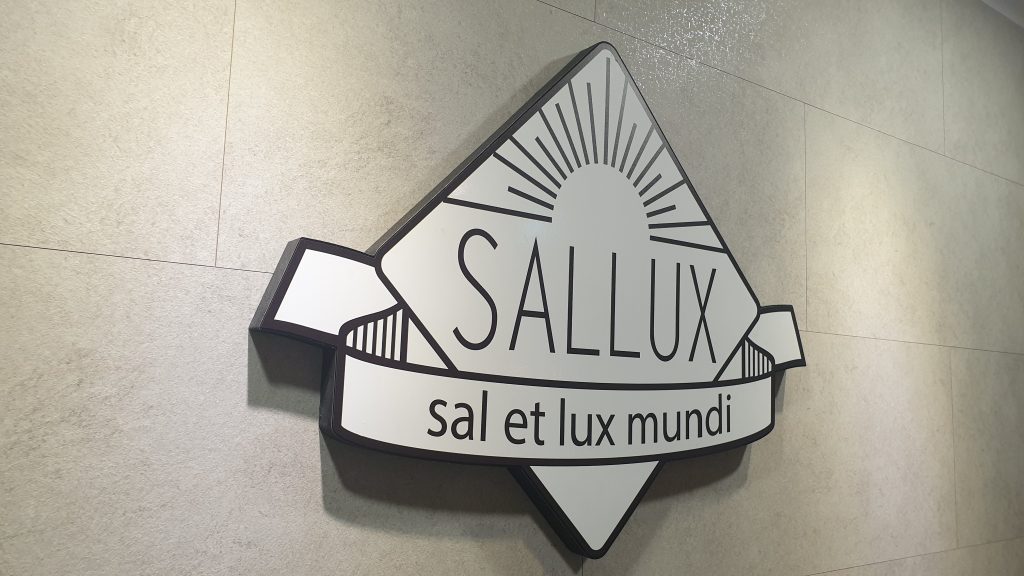 SALLUX
sal et lux mundi